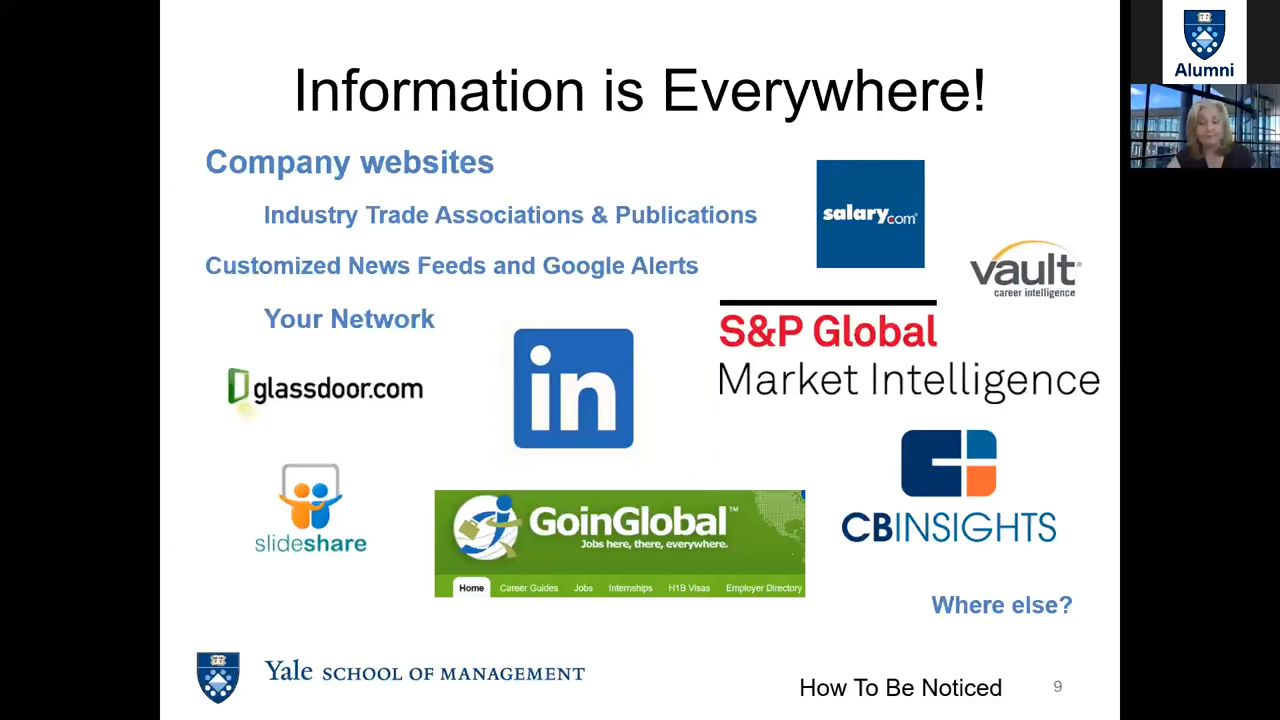 Information is Everywhere!
Alumni
Company websites
Industry Trade Associations & Publications
salary.com®
Customized News Feeds and Google Alerts
vault®
career intelligence
Your Network
S&P Global
Market Intelligence
glassdoor.com
in
slideshare
GoinGlobal™
Jobs here, there, everywhere.
Home Career Guides Jobs Internships H1B Visas Employer Directory
CBINSIGHTS
Where else?
Yale SCHOOL OF MANAGEMENT
How To Be Noticed 9